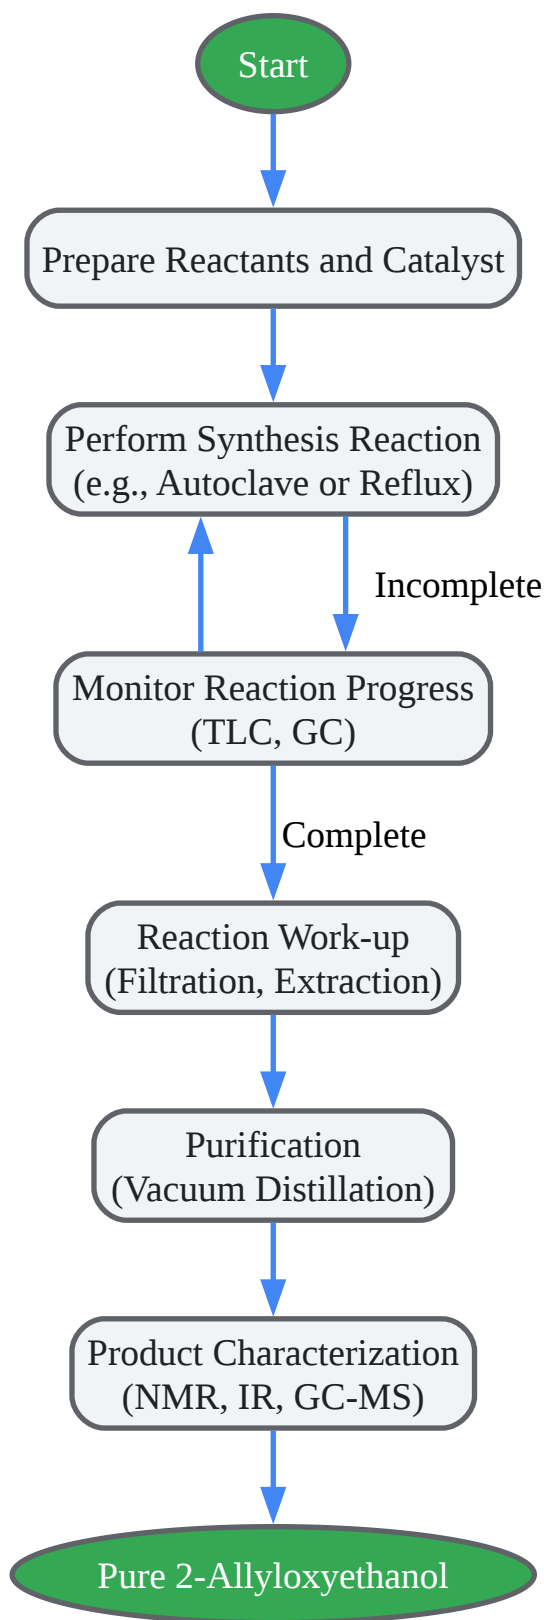 Start
Prepare Reactants and Catalyst
Perform Synthesis Reaction
(e.g., Autoclave or Reflux)
Incomplete
Monitor Reaction Progress
(TLC, GC)
Complete
Reaction Work-up
(Filtration, Extraction)
Purification
(Vacuum Distillation)
Product Characterization
(NMR, IR, GC-MS)
Pure 2-Allyloxyethanol